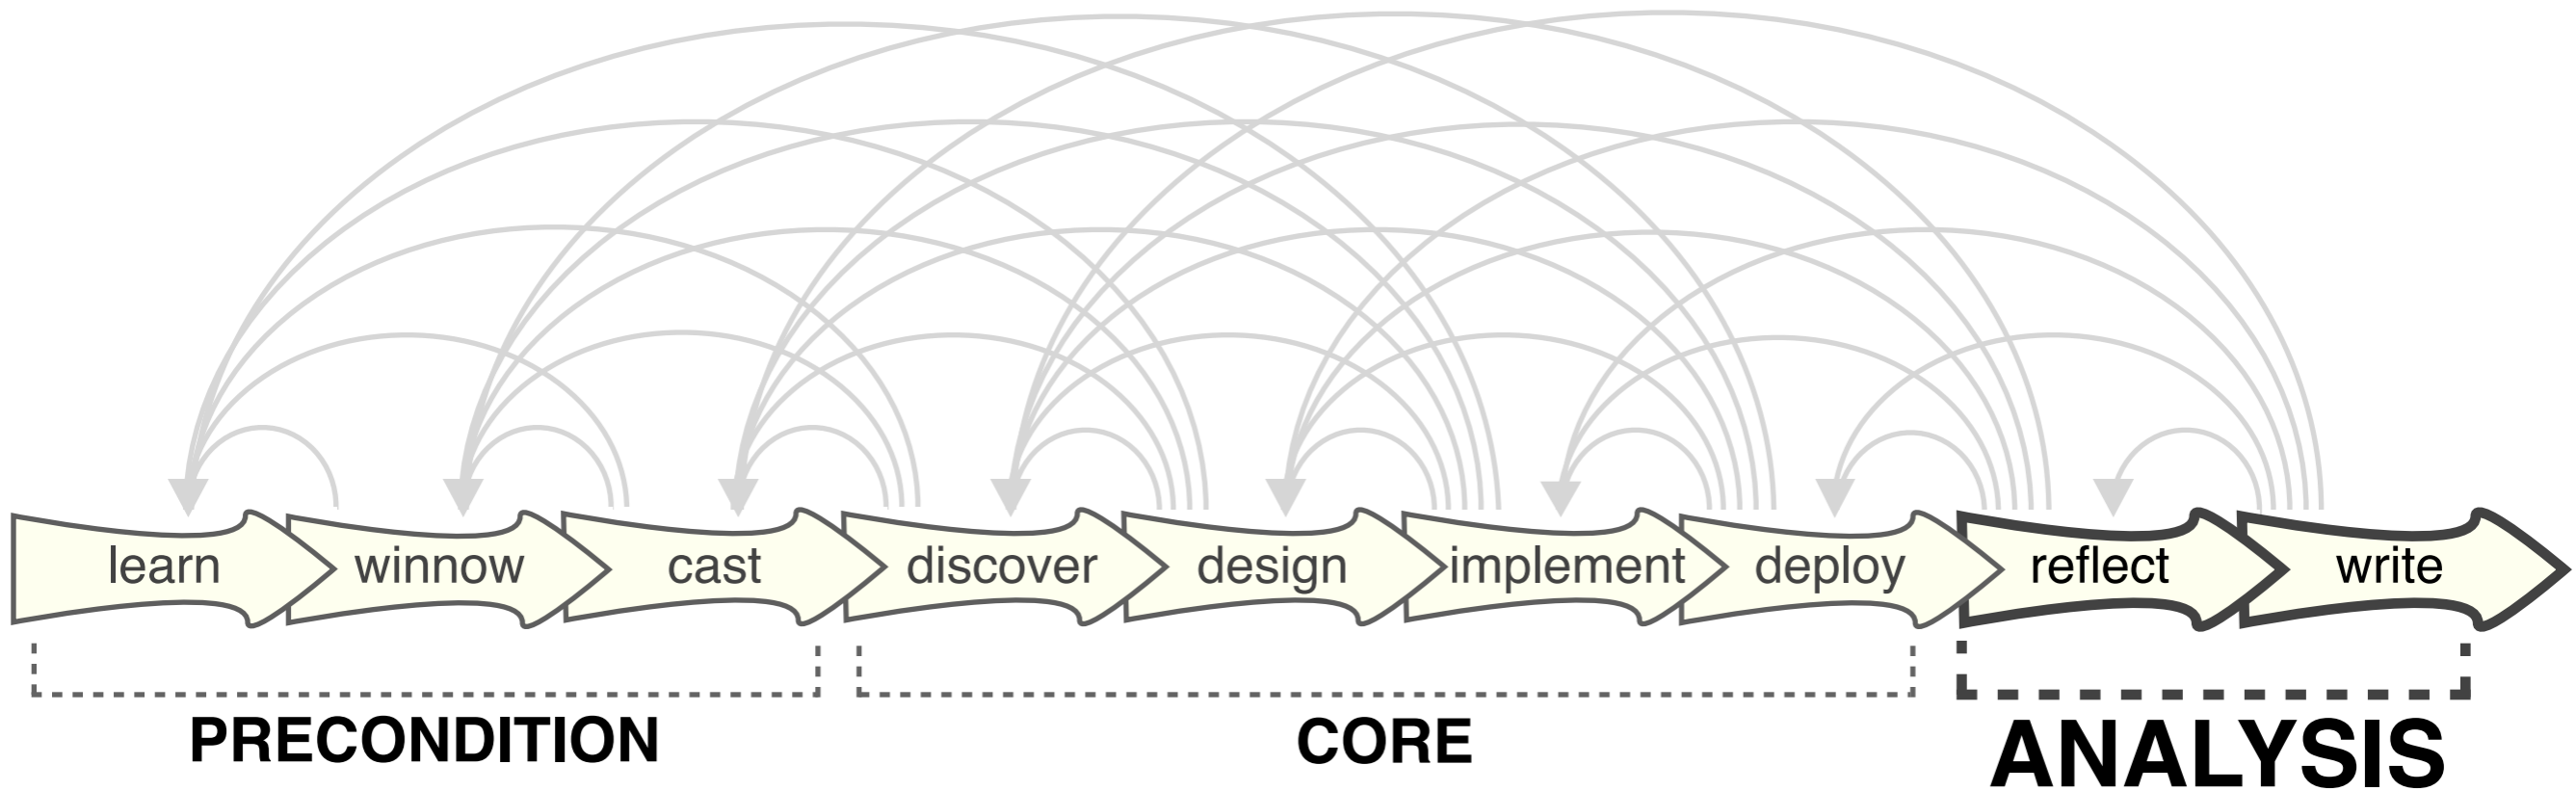 learn winnow cast discover design implement deploy reflect write
PRECONDITION CORE ANALYSIS